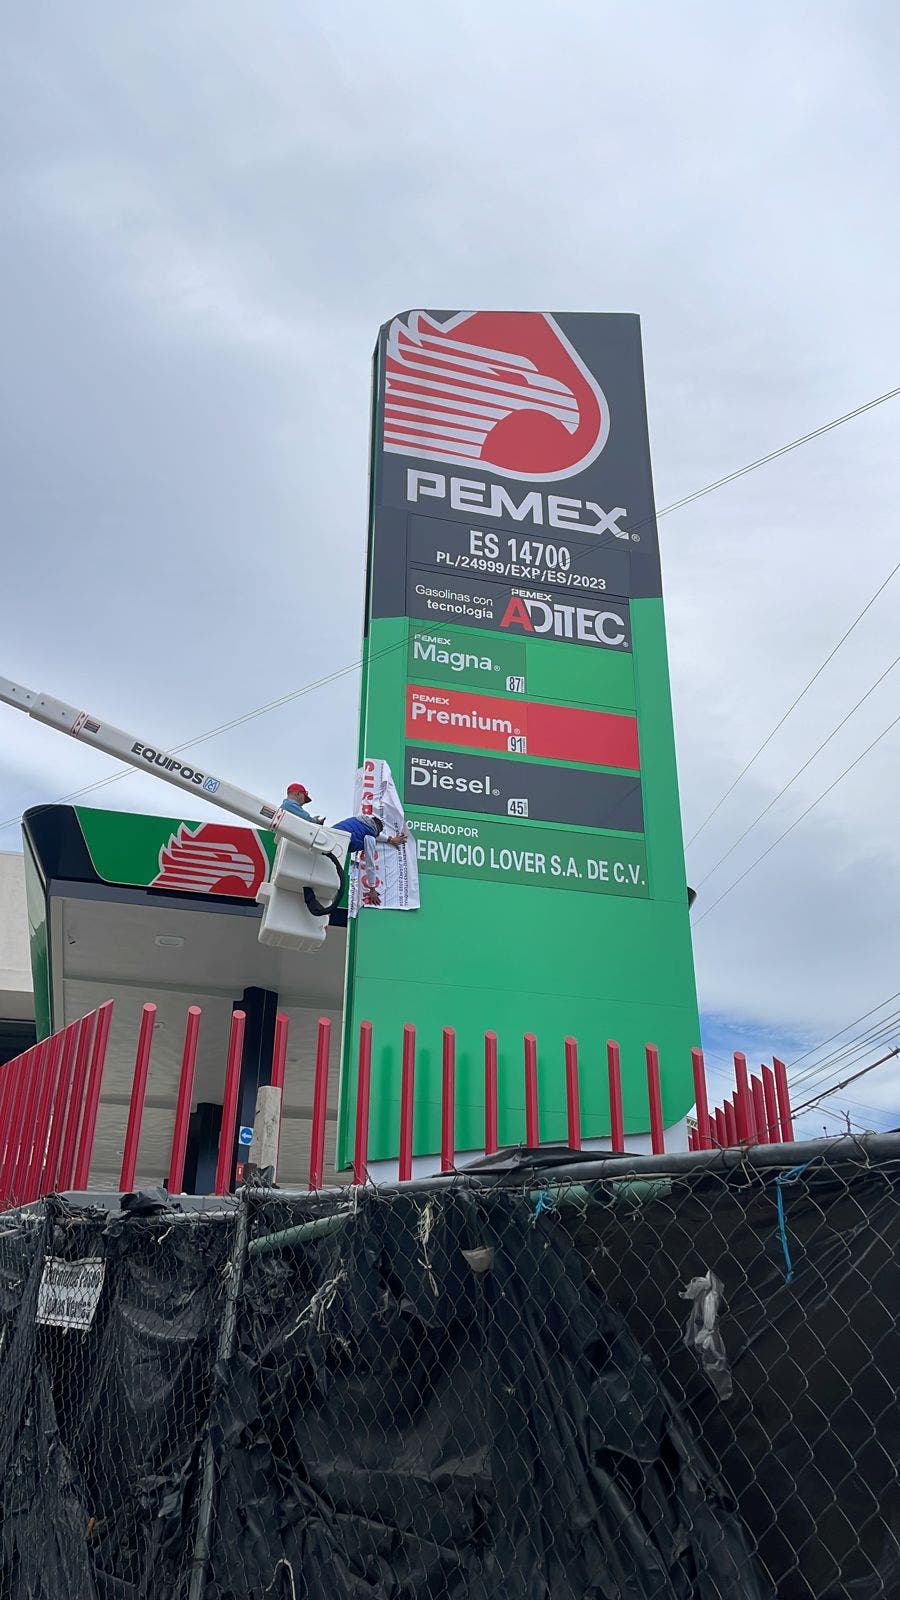 PEMEX®
ES 14700
PL/24999/EXP/ES/2023
Gasolinas con
tecnología
PEMEX
ADITEC®
PEMEX
Magna®
87
PEMEX
Premium®
91
PEMEX
Diesel®
45
OPERADO POR
ERVICIO LOVER S.A. DE C.V.
EQUIPOS